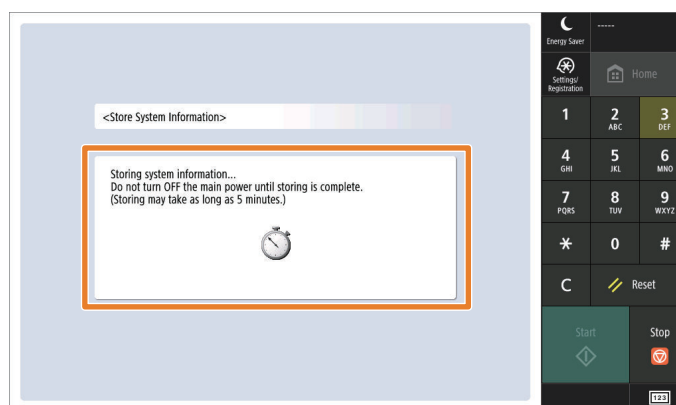 Energy Saver
-----
Settings/
Registration
Home
<Store System Information>
Storing system information...
Do not turn OFF the main power until storing is complete.
(Storing may take as long as 5 minutes.)
1
2
ABC
3
DEF
4
GHI
5
JKL
6
MNO
7
PQRS
8
TUV
9
WXYZ
*
0
#
C
Reset
Start
Stop
123